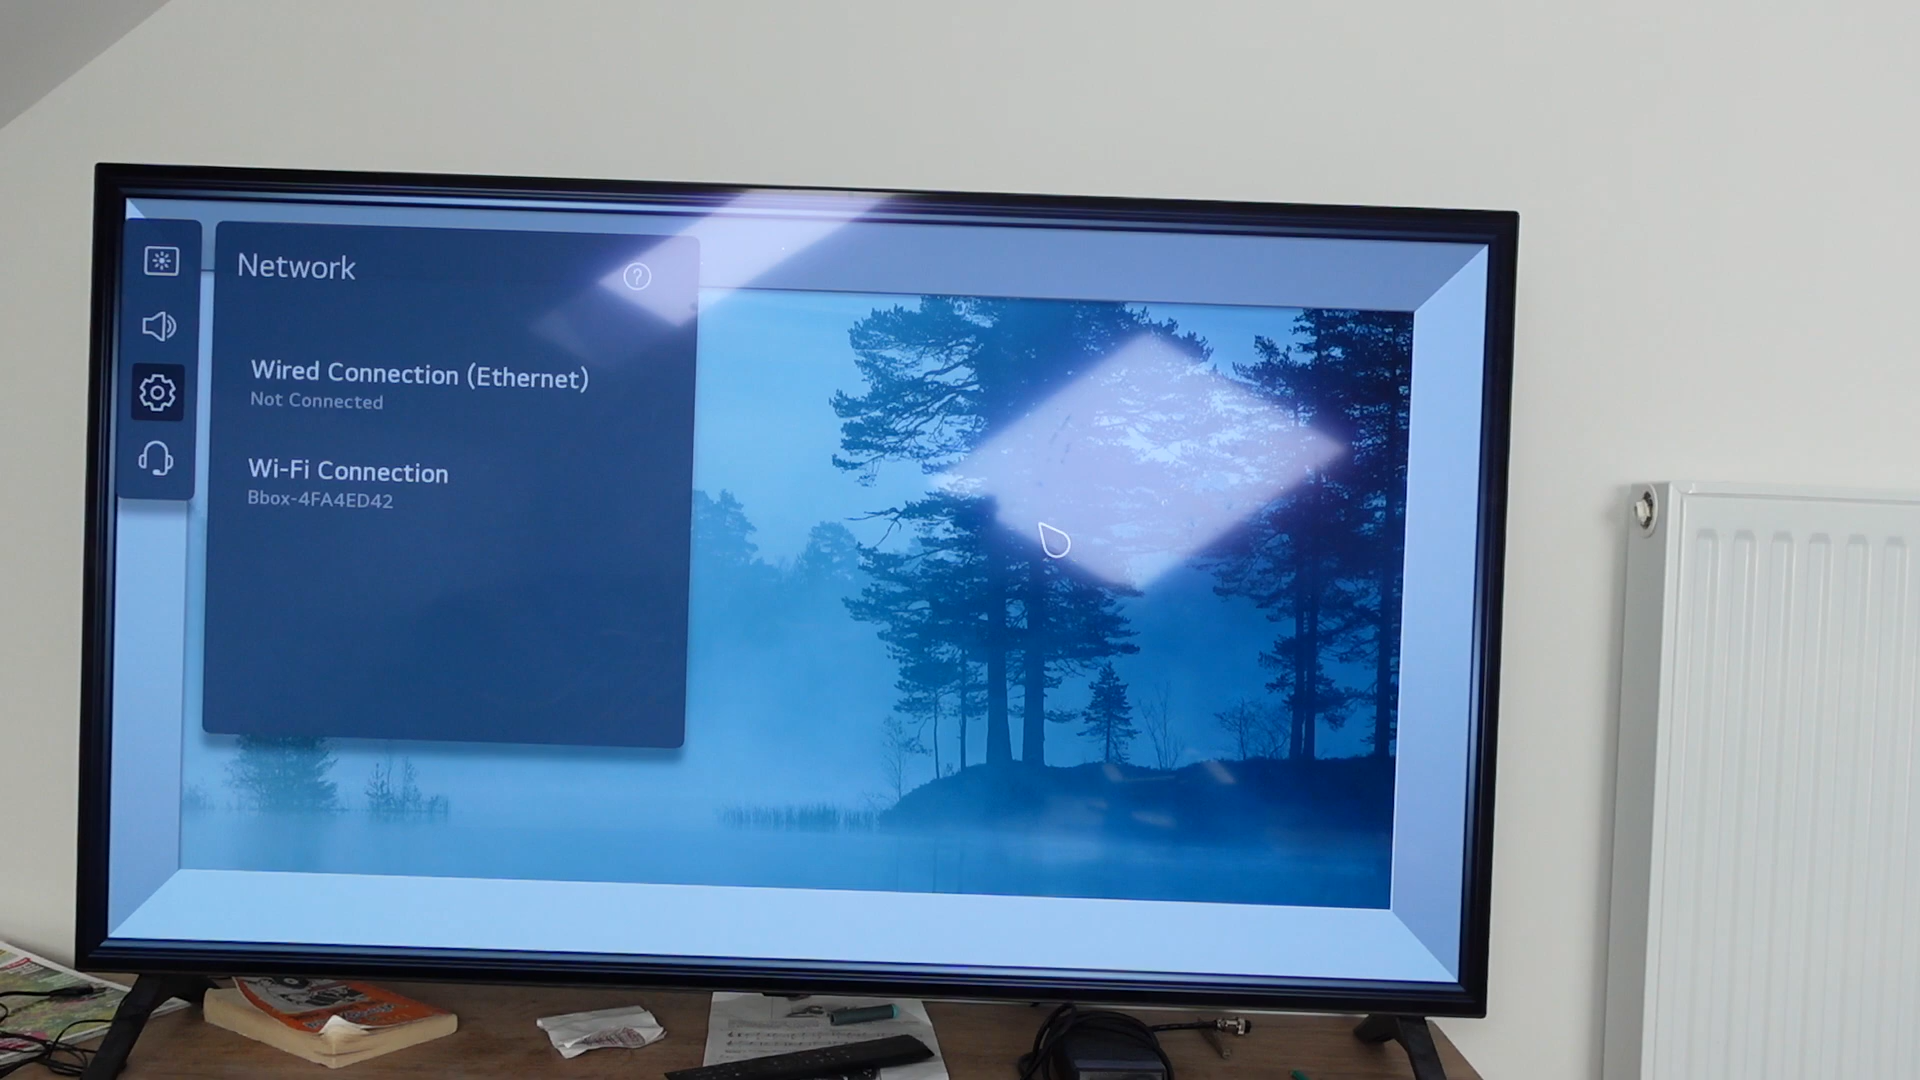 Network
?
Wired Connection (Ethernet)
Not Connected
Wi-Fi Connection
Bbox-4FA4ED42